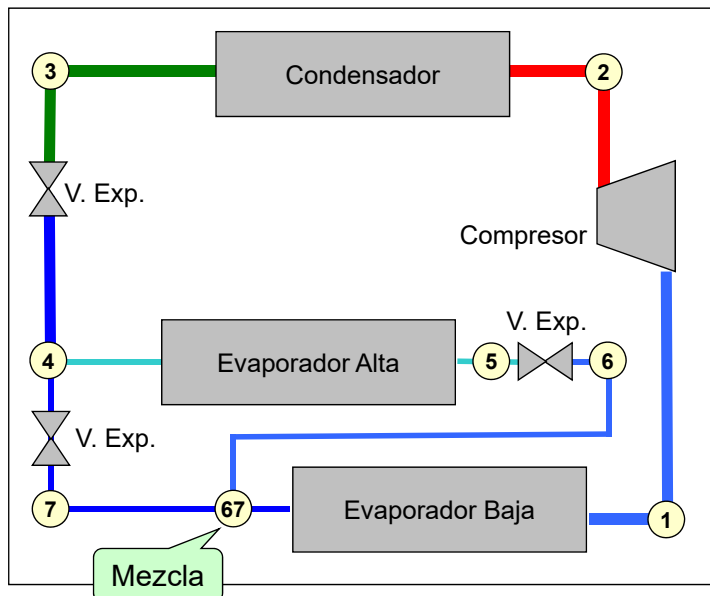 3
Condensador
2
V. Exp.
Compresor
4
Evaporador Alta
5
V. Exp.
6
V. Exp.
7
67
Evaporador Baja
1
Mezcla